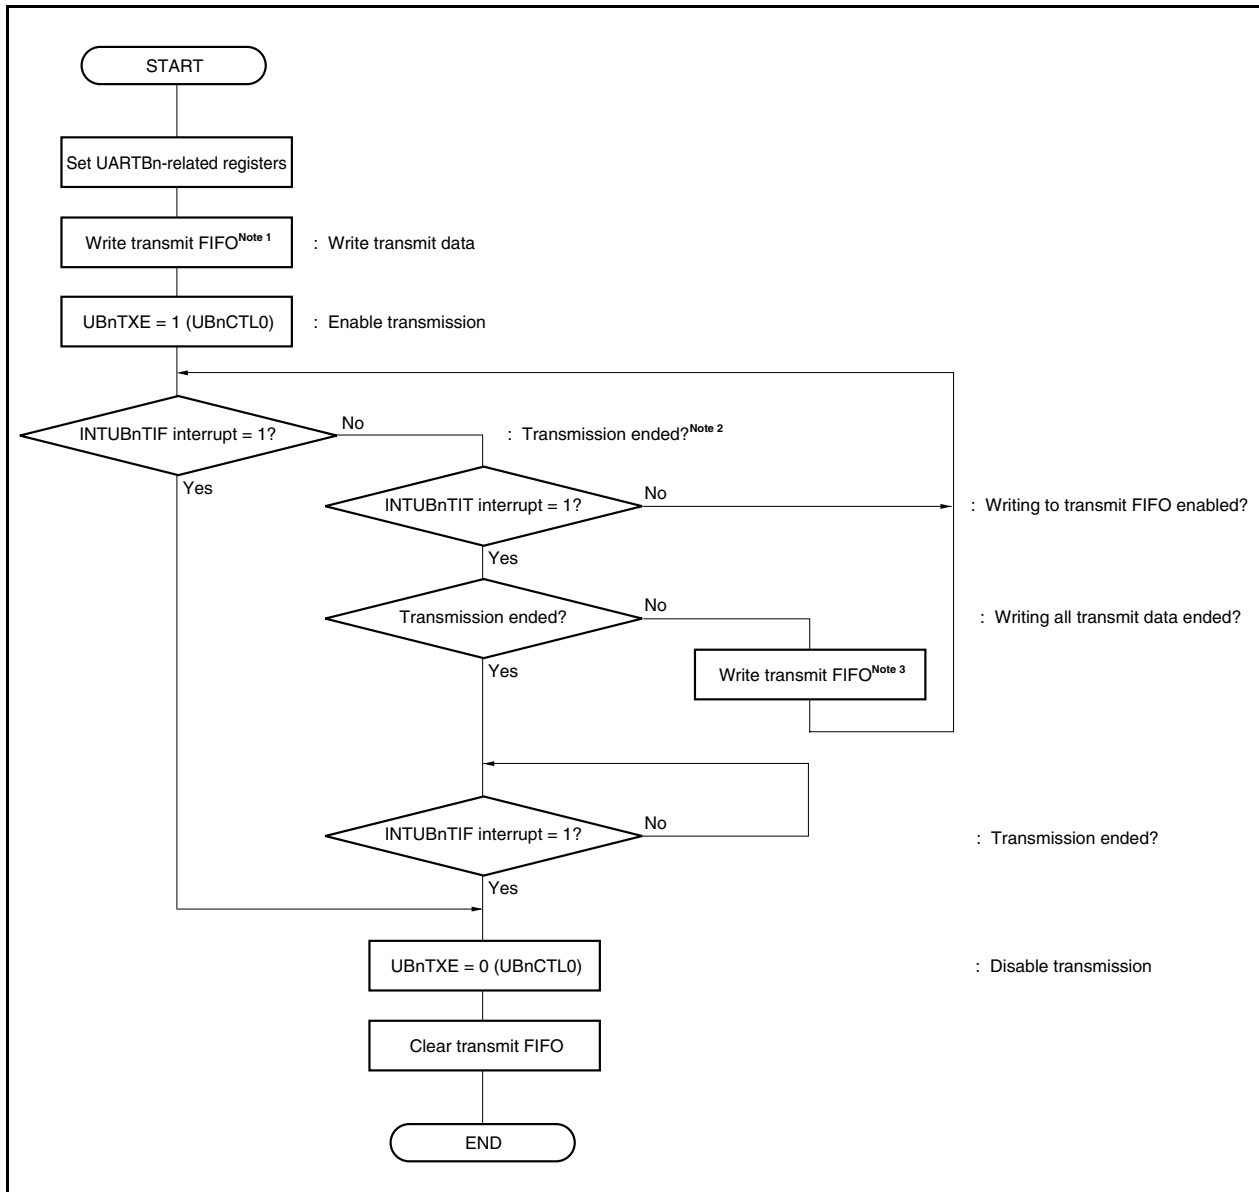 START
Set UARTBn-related registers
Write transmit FIFO Note 1 : Write transmit data
UBnTXE = 1 (UBnCTL0) : Enable transmission
INTUBnTIF interrupt = 1? No : Transmission ended? Note 2
Yes
INTUBnTIT interrupt = 1? No : Writing to transmit FIFO enabled?
Yes
Transmission ended? No : Writing all transmit data ended?
Yes
Write transmit FIFO Note 3
INTUBnTIF interrupt = 1? No : Transmission ended?
Yes
UBnTXE = 0 (UBnCTL0) : Disable transmission
Clear transmit FIFO
END